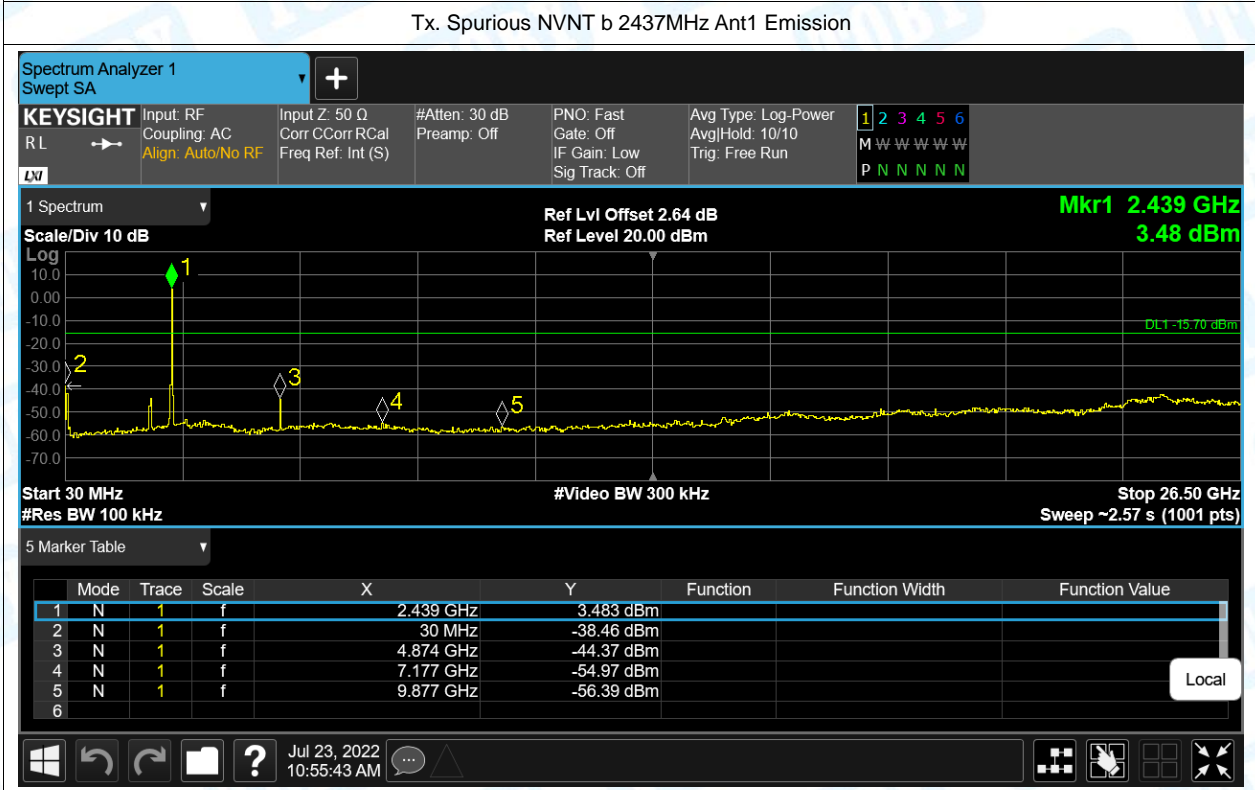 Tx. Spurious NVNT b 2437MHz Ant1 Emission
Spectrum Analyzer 1
Swept SA
KEYSIGHT
RL
LXI
Input: RF
Coupling: AC
Align: Auto/No RF
Input Z: 50 Ω
Corr CCorr RCal
Freq Ref: Int (S)
#Atten: 30 dB
Preamp: Off
PNO: Fast
Gate: Off
IF Gain: Low
Sig Track: Off
Avg Type: Log-Power
Avg|Hold: 10/10
Trig: Free Run
1 2 3 4 5 6
M W W W W W
P N N N N N
1 Spectrum
Scale/Div 10 dB
Ref Lvl Offset 2.64 dB
Ref Level 20.00 dBm
Mkr1 2.439 GHz
3.48 dBm
Log
10.0
0.00
-10.0
-20.0
-30.0
-40.0
-50.0
-60.0
-70.0
1
2
3
4
5
DL1 -15.70 dBm
Start 30 MHz
#Video BW 300 kHz
Stop 26.50 GHz
#Res BW 100 kHz
Sweep ~2.57 s (1001 pts)
5 Marker Table
Mode Trace Scale X Y Function Function Width Function Value
1 N 1 f 2.439 GHz 3.483 dBm
2 N 1 f 30 MHz -38.46 dBm
3 N 1 f 4.874 GHz -44.37 dBm
4 N 1 f 7.177 GHz -54.97 dBm
5 N 1 f 9.877 GHz -56.39 dBm
6
Local
?
Jul 23, 2022
10:55:43 AM